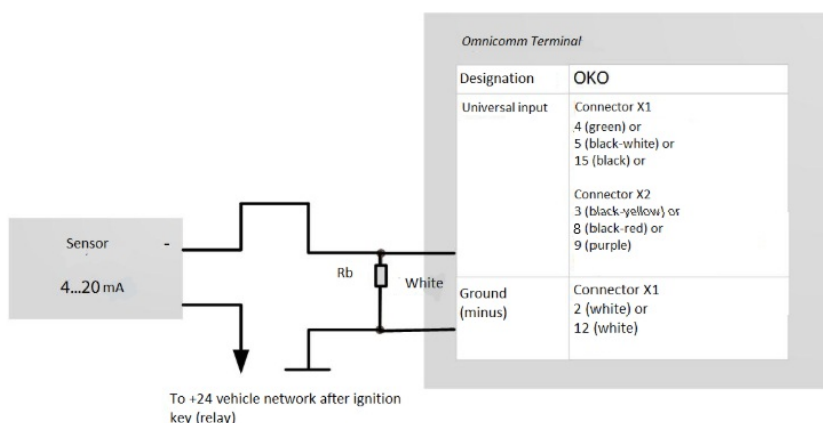 Omnicomm Terminal
Designation OKO
Universal input Connector X1
4 (green) or
5 (black-white) or
15 (black) or
Connector X2
3 (black-yellow) or
8 (black-red) or
9 (purple)
Sensor -
4...20 mA
Rb
White
Ground
(minus)
Connector X1
2 (white) or
12 (white)
To +24 vehicle network after ignition
key (relay)